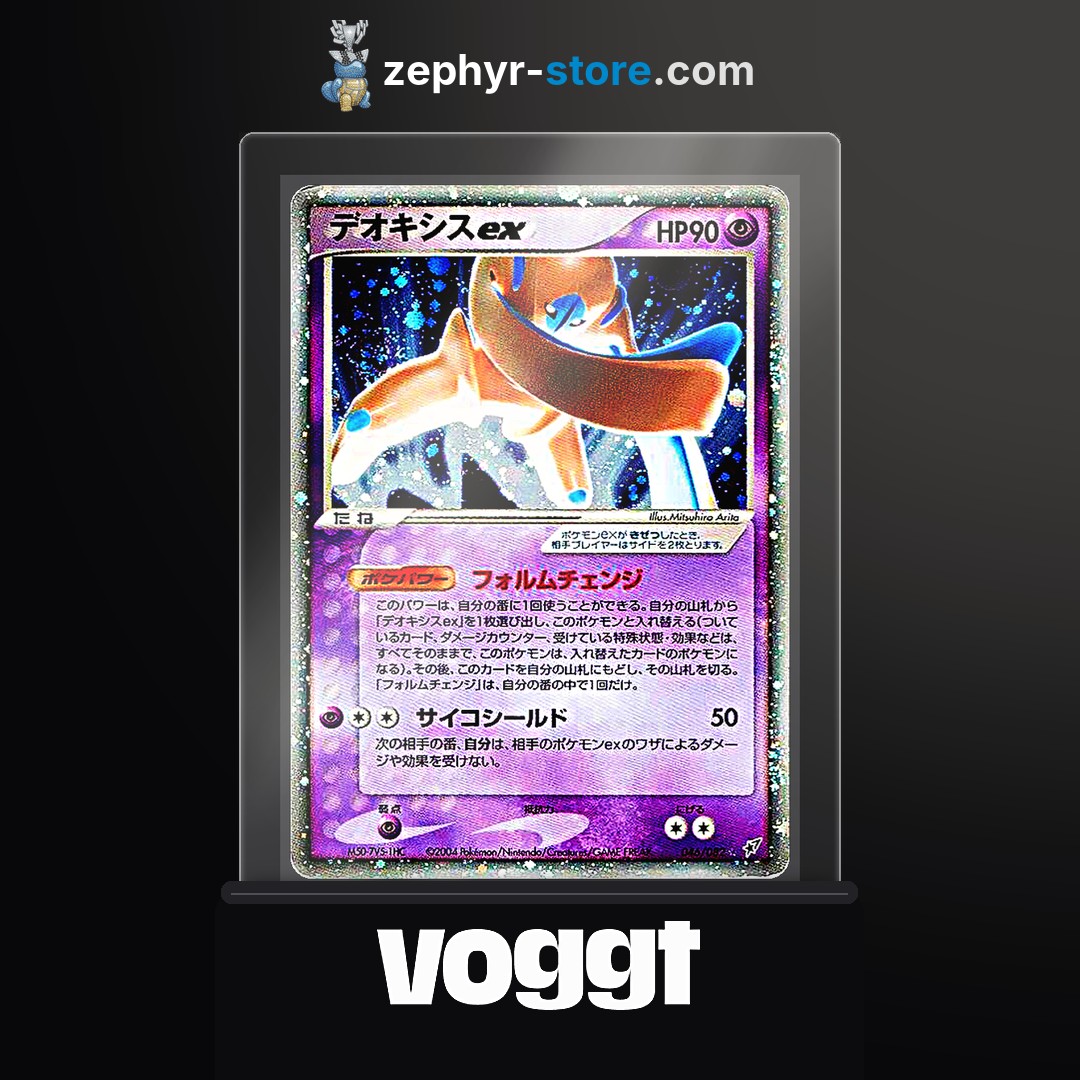 zephyr-store.com
デオキシスex HP90
たね Illus.Mitsuhiro Arita
ポケモンexが きぜつしたとき、
相手プレイヤーはサイドを2枚とります。
ポケパワー フォルムチェンジ
このパワーは、自分の番に1回使うことができる。自分の山札から
「デオキシスex」を1枚選び出し、このポケモンと入れ替える(ついて
いるカード、ダメージカウンター、受けている特殊状態・効果などは、
すべてそのままで、このポケモンは、入れ替えたカードのポケモンに
なる)。その後、このカードを自分の山札にもどし、その山札を切る。
「フォルムチェンジ」は、自分の番の中で1回だけ。
サイコシールド 50
次の相手の番、自分は、相手のポケモンexのワザによるダメー
ジや効果を受けない。
弱点 抵抗力 にげる
©2004 Pokémon/Nintendo/Creatures/GAME FREAK 046/082
voggt